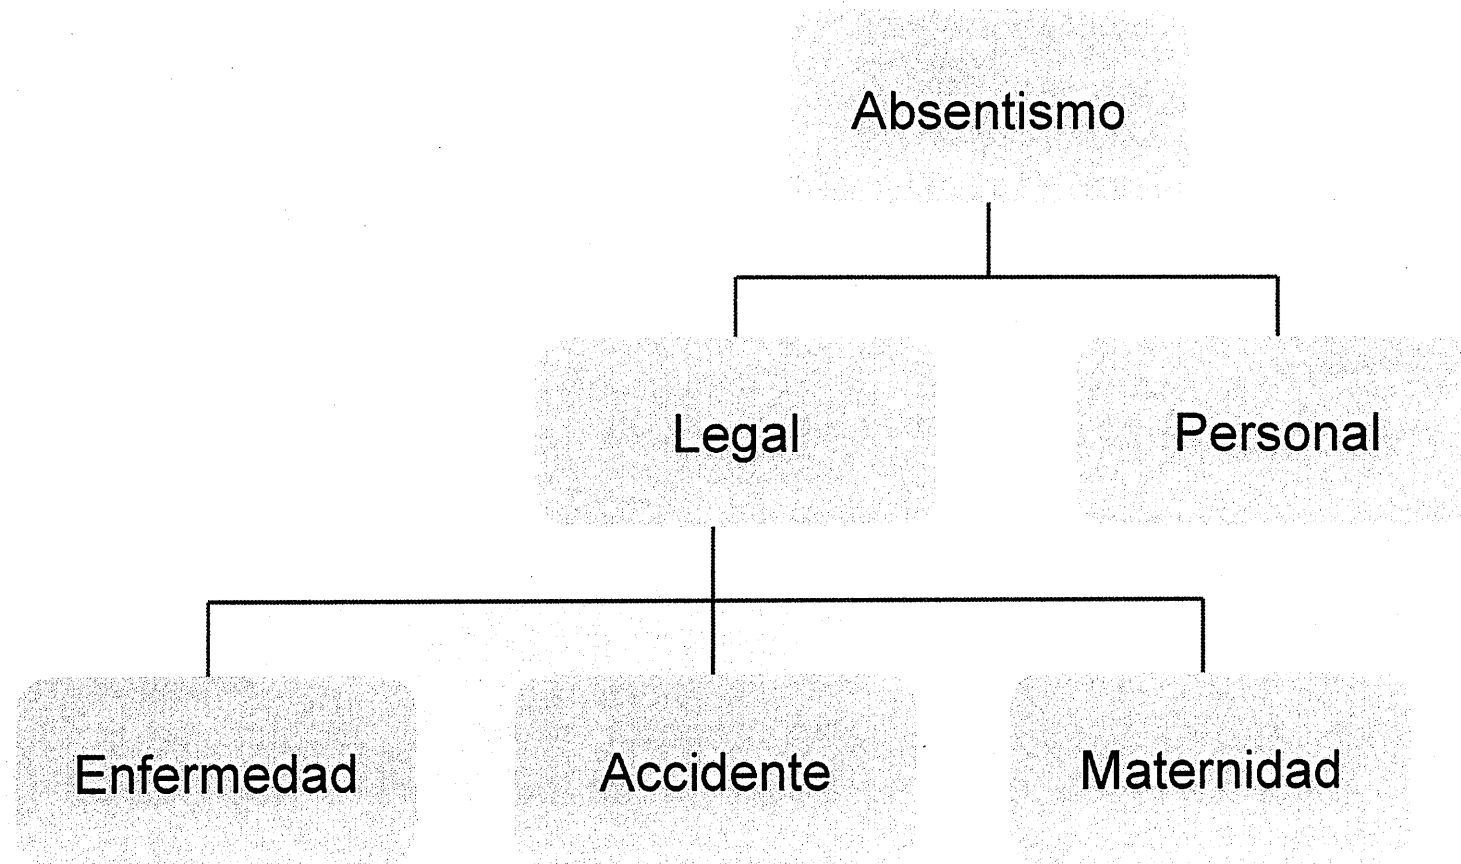 Absentismo
Legal
Personal
Enfermedad
Accidente
Maternidad